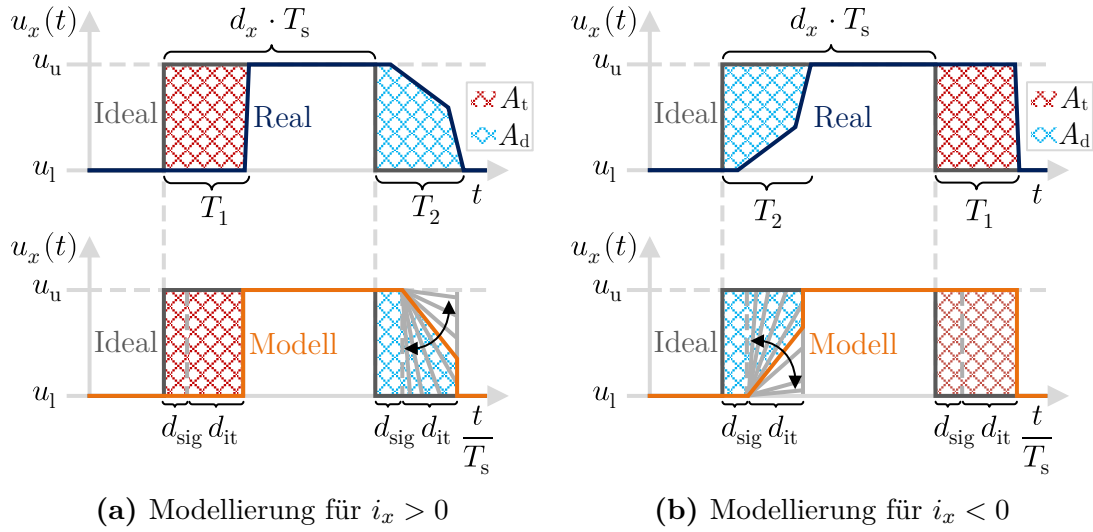 u_x(t)
d_x · T_s
u_u
Ideal
Real
A_t
A_d
u_l
T_1
T_2
t
u_x(t)
u_u
Ideal
Modell
u_l
d_sig d_it
d_sig d_it
t/T_s
(a) Modellierung für i_x > 0
u_x(t)
d_x · T_s
u_u
Ideal
Real
A_t
A_d
u_l
T_2
T_1
t
u_x(t)
u_u
Ideal
Modell
u_l
d_sig d_it
d_sig d_it
t/T_s
(b) Modellierung für i_x < 0